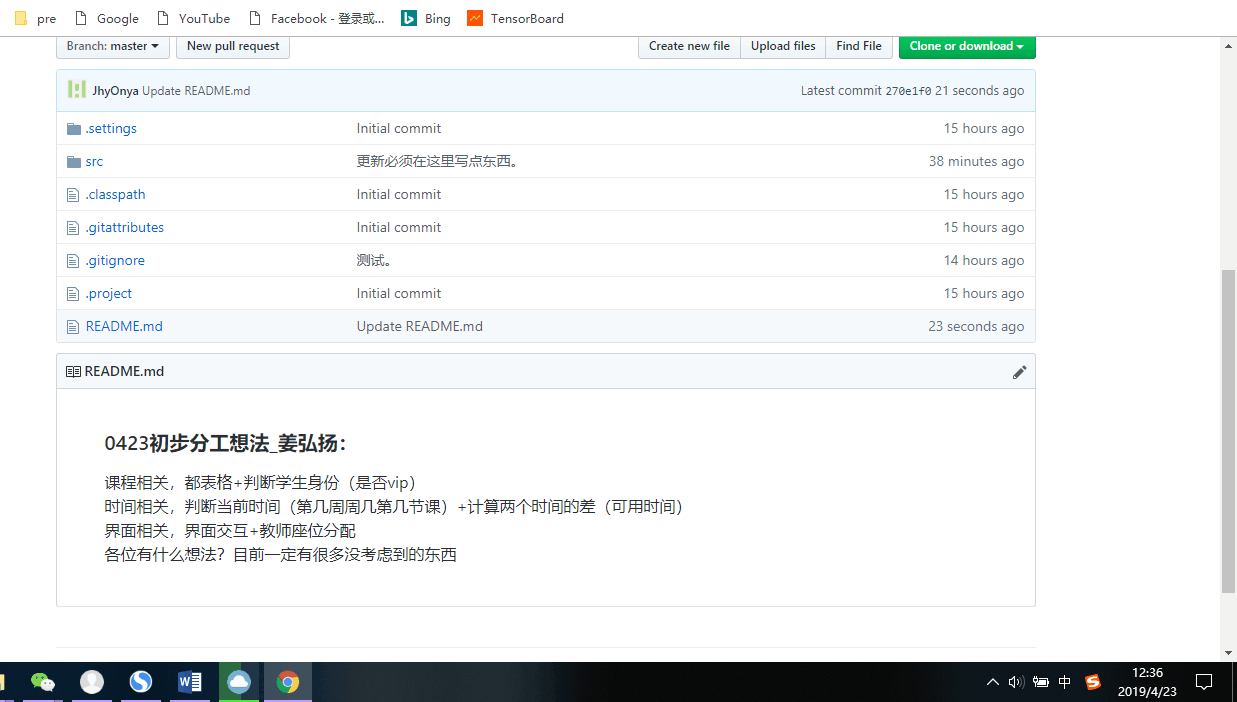 pre Google YouTube Facebook - 登录或... Bing TensorBoard
Branch: master New pull request Create new file Upload files Find File Clone or download
JhyOnya Update README.md Latest commit 270e1f0 21 seconds ago
.settings Initial commit 15 hours ago
src 更新必须在这里写点东西。 38 minutes ago
.classpath Initial commit 15 hours ago
.gitattributes Initial commit 15 hours ago
.gitignore 测试。 14 hours ago
.project Initial commit 15 hours ago
README.md Update README.md 23 seconds ago
README.md
0423初步分工想法_姜弘扬：
课程相关，都表格+判断学生身份（是否vip）
时间相关，判断当前时间（第几周周几第几节课）+计算两个时间的差（可用时间）
界面相关，界面交互+教师座位分配
各位有什么想法？目前一定有很多没考虑到的东西
中
12:36
2019/4/23